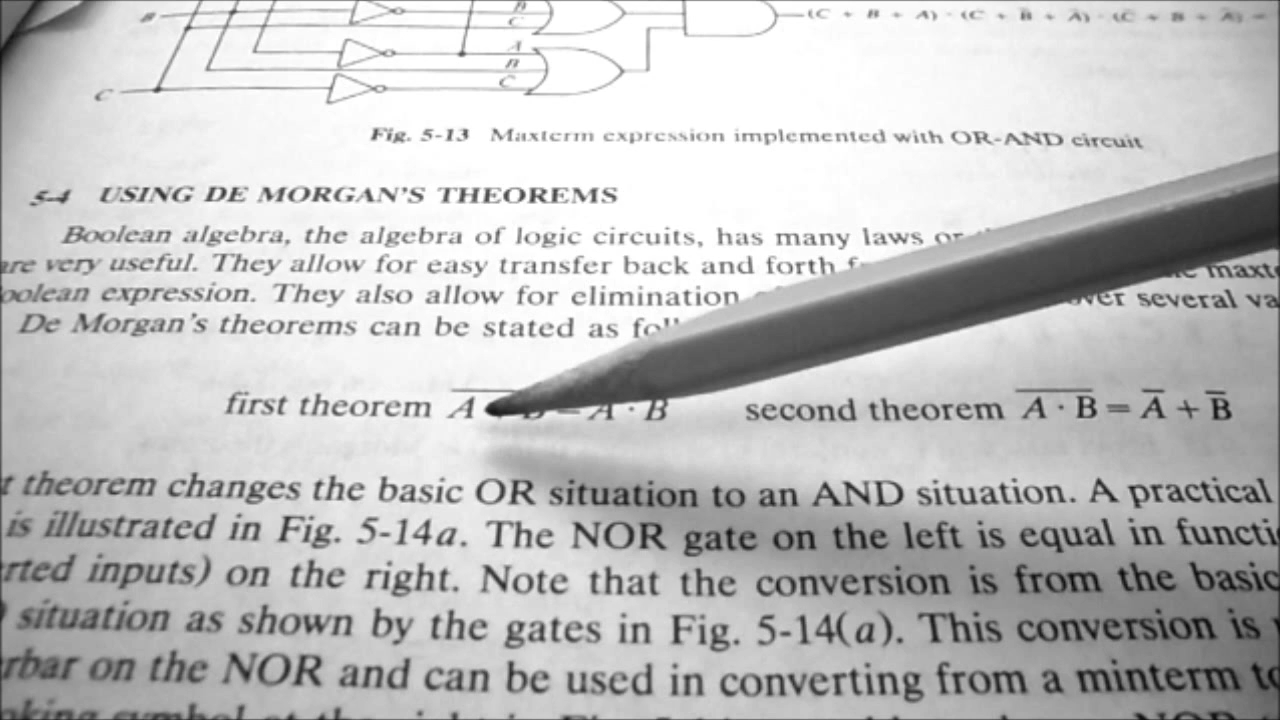 B
B
C
(C + B + A) · (C + B̅ + A̅) · (C̅ + B + A̅) =
A
B
C
C
Fig. 5-13 Maxterm expression implemented with OR-AND circuit
5-4 USING DE MORGAN'S THEOREMS
Boolean algebra, the algebra of logic circuits, has many laws or
are very useful. They allow for easy transfer back and forth
oolean expression. They also allow for elimination over several va
De Morgan's theorems can be stated as
first theorem A B = A · B second theorem \overline{A · B} = A̅ + B̅
t theorem changes the basic OR situation to an AND situation. A practical
is illustrated in Fig. 5-14a. The NOR gate on the left is equal in functi
rted inputs) on the right. Note that the conversion is from the basic
situation as shown by the gates in Fig. 5-14(a). This conversion is
rbar on the NOR and can be used in converting from a minterm to